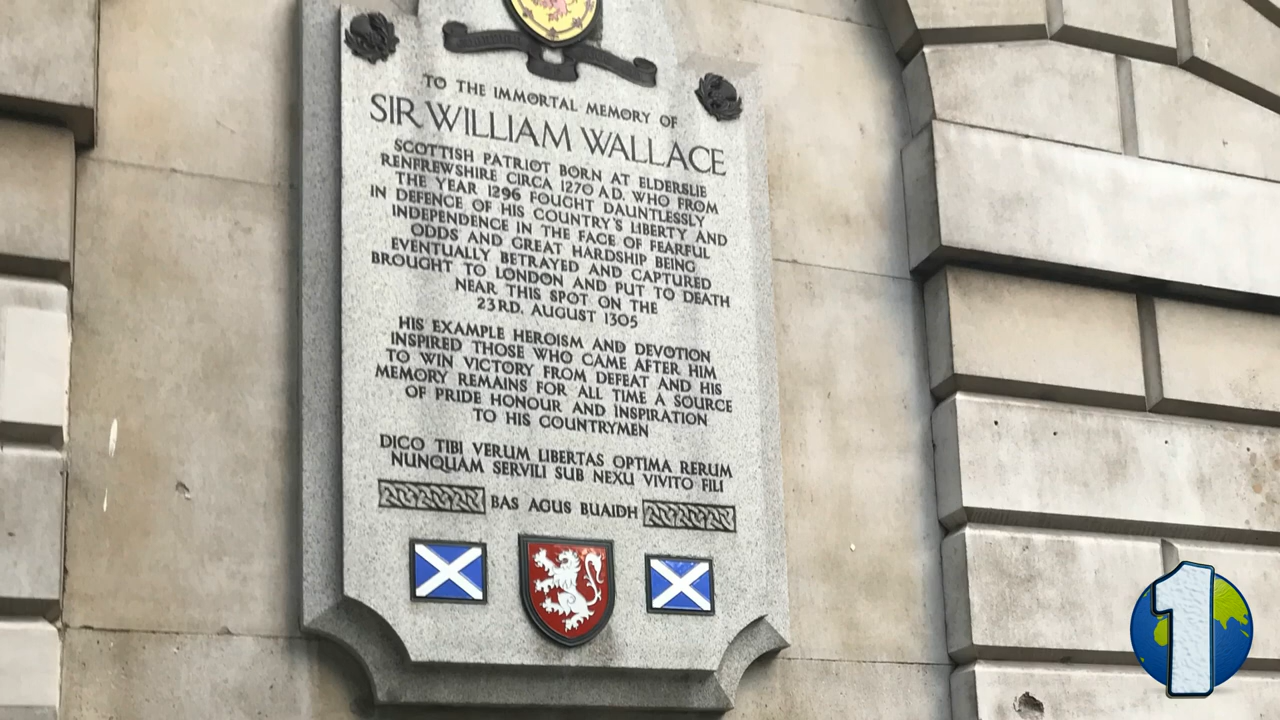 TO THE IMMORTAL MEMORY OF
SIR WILLIAM WALLACE
SCOTTISH PATRIOT BORN AT ELDERSLIE
RENFREWSHIRE CIRCA 1270 A.D. WHO FROM
THE YEAR 1296 FOUGHT DAUNTLESSLY
IN DEFENCE OF HIS COUNTRY'S LIBERTY AND
INDEPENDENCE IN THE FACE OF FEARFUL
ODDS AND GREAT HARDSHIP BEING
EVENTUALLY BETRAYED AND CAPTURED
BROUGHT TO LONDON AND PUT TO DEATH
NEAR THIS SPOT ON THE
23RD. AUGUST 1305
HIS EXAMPLE HEROISM AND DEVOTION
INSPIRED THOSE WHO CAME AFTER HIM
TO WIN VICTORY FROM DEFEAT AND HIS
MEMORY REMAINS FOR ALL TIME A SOURCE
OF PRIDE HONOUR AND INSPIRATION
TO HIS COUNTRYMEN
DICO TIBI VERUM LIBERTAS OPTIMA RERUM
NUNQUAM SERVILI SUB NEXU VIVITO FILI
BAS AGUS BUAIDH
1